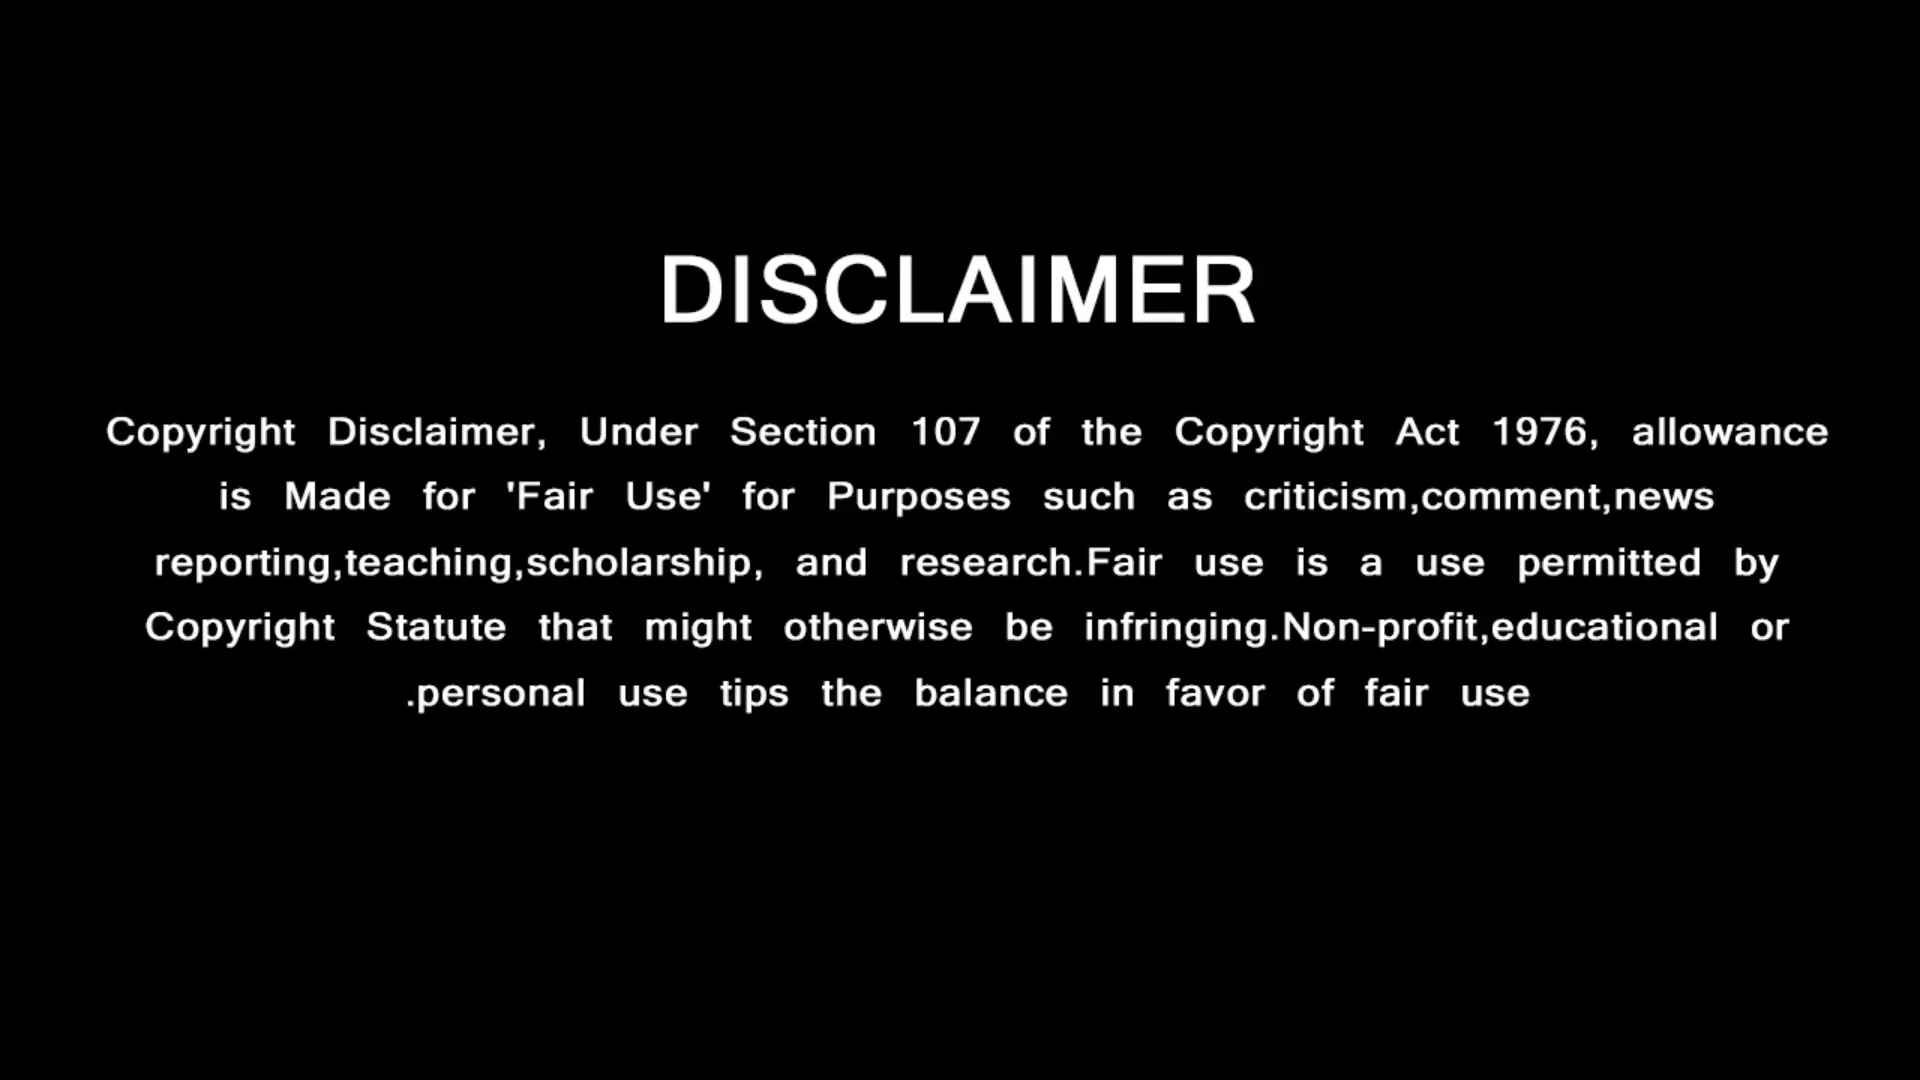 DISCLAIMER
Copyright Disclaimer, Under Section 107 of the Copyright Act 1976, allowance
is Made for 'Fair Use' for Purposes such as criticism,comment,news
reporting,teaching,scholarship, and research.Fair use is a use permitted by
Copyright Statute that might otherwise be infringing.Non-profit,educational or
.personal use tips the balance in favor of fair use